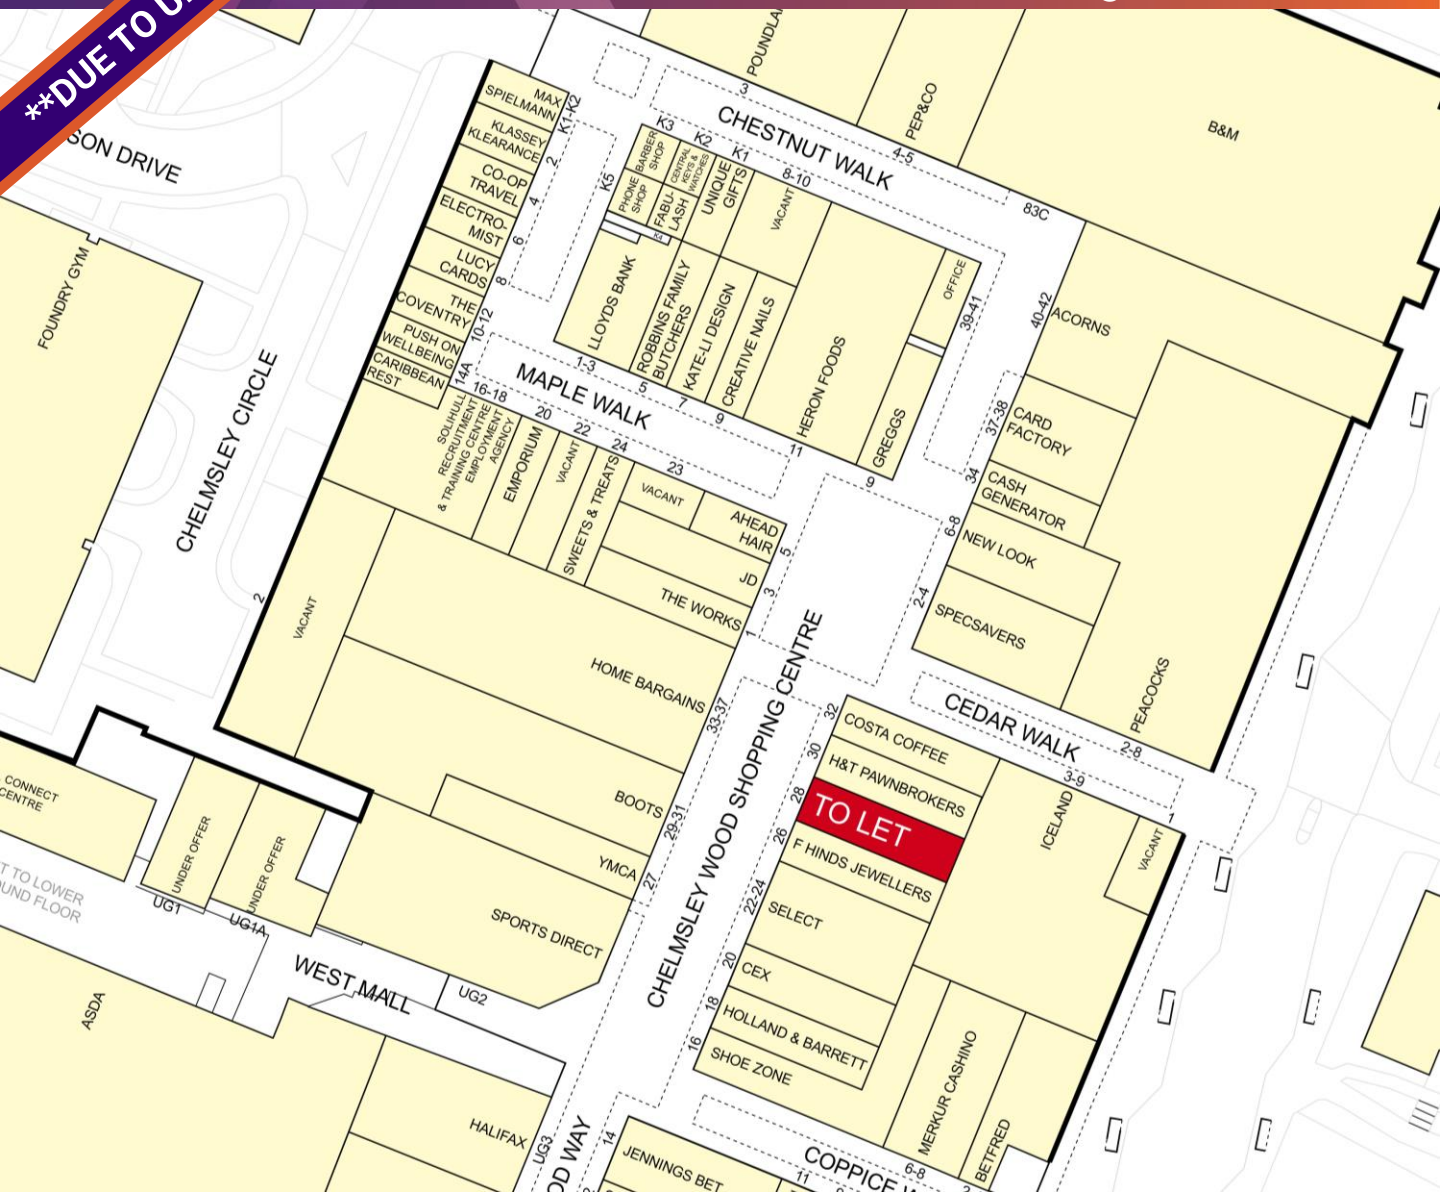 **DUE TO
SON DRIVE
FOUNDRY GYM
CHELMSLEY CIRCLE
2
MAX
SPIELMANN
K1-K2
KLASSEY
KLEARANCE
2
CO-OP
TRAVEL
4
ELECTRO-
MIST
6
LUCY
CARDS
8
THE
COVENTRY
10-12
PUSH ON
WELLBEING
CARIBBEAN
REST
14A
POUNDLA
3
PEP&CO
4-5
B&M
83C
CHESTNUT WALK
K3
K2
K1
8-10
K5
BARBER
SHOP
CENTRAL
KEYS &
WATCHES
PHONE
SHOP
FABU-
LASH
K4
UNIQUE
GIFTS
VACANT
LLOYDS BANK
ROBBINS FAMILY
BUTCHERS
KATE-LI DESIGN
CREATIVE NAILS
HERON FOODS
OFFICE
GREGGS
39-41
1-3
5
7
9
11
9
MAPLE WALK
16-18
20
22
24
23
SOLIHULL
RECRUITMENT
& TRAINING CENTRE
EMPLOYMENT
AGENCY
EMPORIUM
VACANT
SWEETS & TREATS
VACANT
AHEAD
HAIR
5
JD
3
THE WORKS
1
40-42
ACORNS
37-38
CARD
FACTORY
34
CASH
GENERATOR
6-8
NEW LOOK
2-4
SPECSAVERS
PEACOCKS
2-8
CEDAR WALK
3-9
1
VACANT
HOME BARGAINS
33-37
BOOTS
29-31
YMCA
27
SPORTS DIRECT
CHELMSLEY WOOD SHOPPING CENTRE
32
COSTA COFFEE
30
H&T PAWNBROKERS
28
TO LET
26
F HINDS JEWELLERS
22-24
SELECT
20
CEX
18
HOLLAND & BARRETT
16
SHOE ZONE
ICELAND
VACANT
MERKUR CASHINO
BETFRED
6-8
2
COPPICE W
11
14
JENNINGS BET
CONNECT
CENTRE
UNDER OFFER
UNDER OFFER
UG1
UG1A
T TO LOWER
UND FLOOR
WEST MALL
UG2
ASDA
HALIFAX
UG3
OD WAY